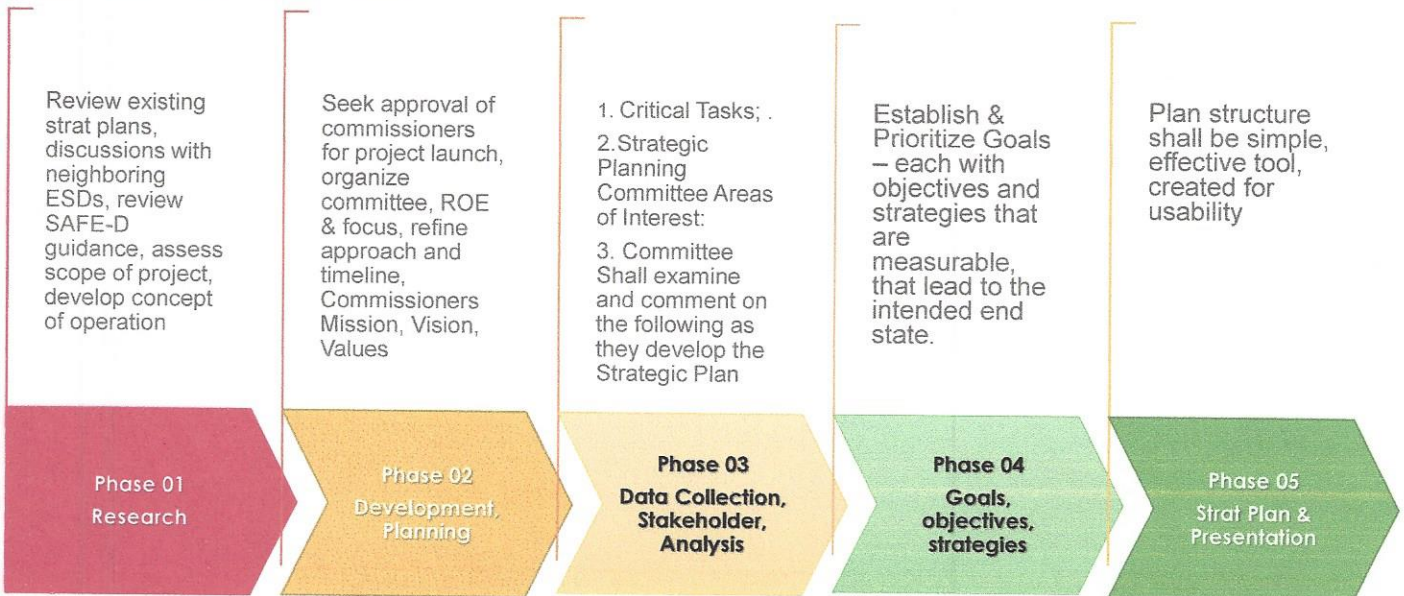 Review existing
strat plans,
discussions with
neighboring
ESDs, review
SAFE-D
guidance, assess
scope of project,
develop concept
of operation
Phase 01
Research
Seek approval of
commissioners
for project launch,
organize
committee, ROE
& focus, refine
approach and
timeline,
Commissioners
Mission, Vision,
Values
Phase 02
Development,
Planning
1. Critical Tasks; .
2.Strategic
Planning
Committee Areas
of Interest:
3. Committee
Shall examine
and comment on
the following as
they develop the
Strategic Plan
Phase 03
Data Collection,
Stakeholder,
Analysis
Establish &
Prioritize Goals
– each with
objectives and
strategies that
are
measurable,
that lead to the
intended end
state.
Phase 04
Goals,
objectives,
strategies
Plan structure
shall be simple,
effective tool,
created for
usability
Phase 05
Strat Plan &
Presentation